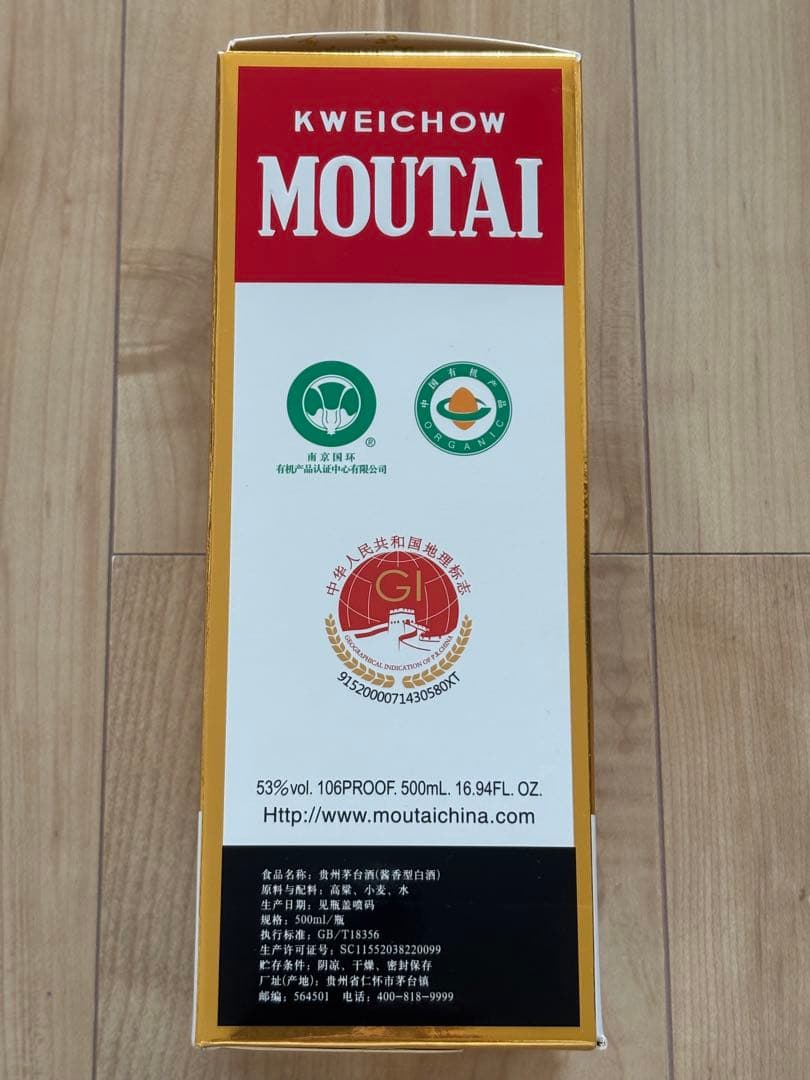 KWEICHOW
MOUTAI
®
南京国环
有机产品认证中心有限公司
中国有机产品
ORGANIC
中华人民共和国地理标志
GI
GEOGRAPHICAL INDICATION OF P.R.CHINA
9152000071430580XT
53%vol. 106PROOF. 500mL. 16.94FL. OZ.
Http://www.moutaichina.com
食品名称：贵州茅台酒(酱香型白酒)
原料与配料：高粱、小麦、水
生产日期：见瓶盖喷码
规格：500ml/瓶
执行标准：GB/T18356
生产许可证号：SC11552038220099
贮存条件：阴凉、干燥、密封保存
厂址(产地)：贵州省仁怀市茅台镇
邮编：564501 电话：400-818-9999